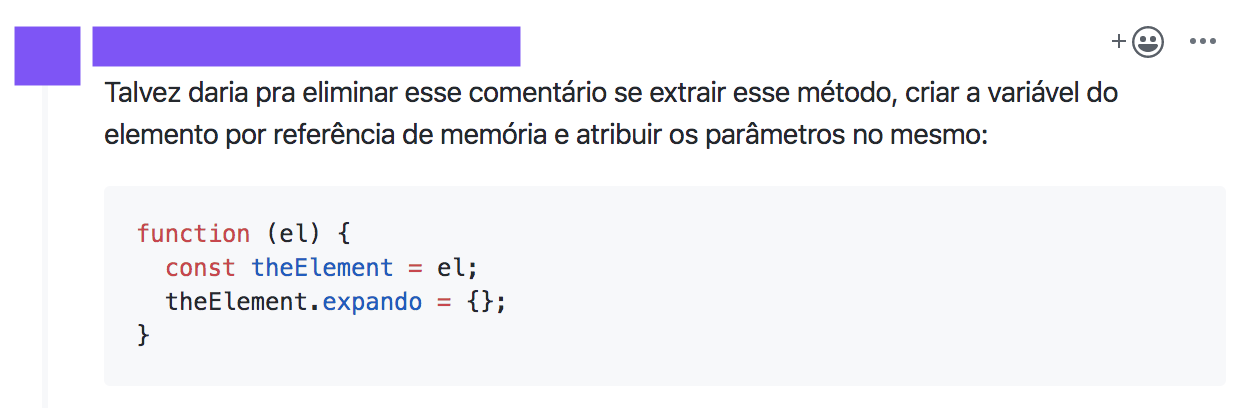 Talvez daria pra eliminar esse comentário se extrair esse método, criar a variável do
elemento por referência de memória e atribuir os parâmetros no mesmo:
function (el) {
  const theElement = el;
  theElement.expando = {};
}